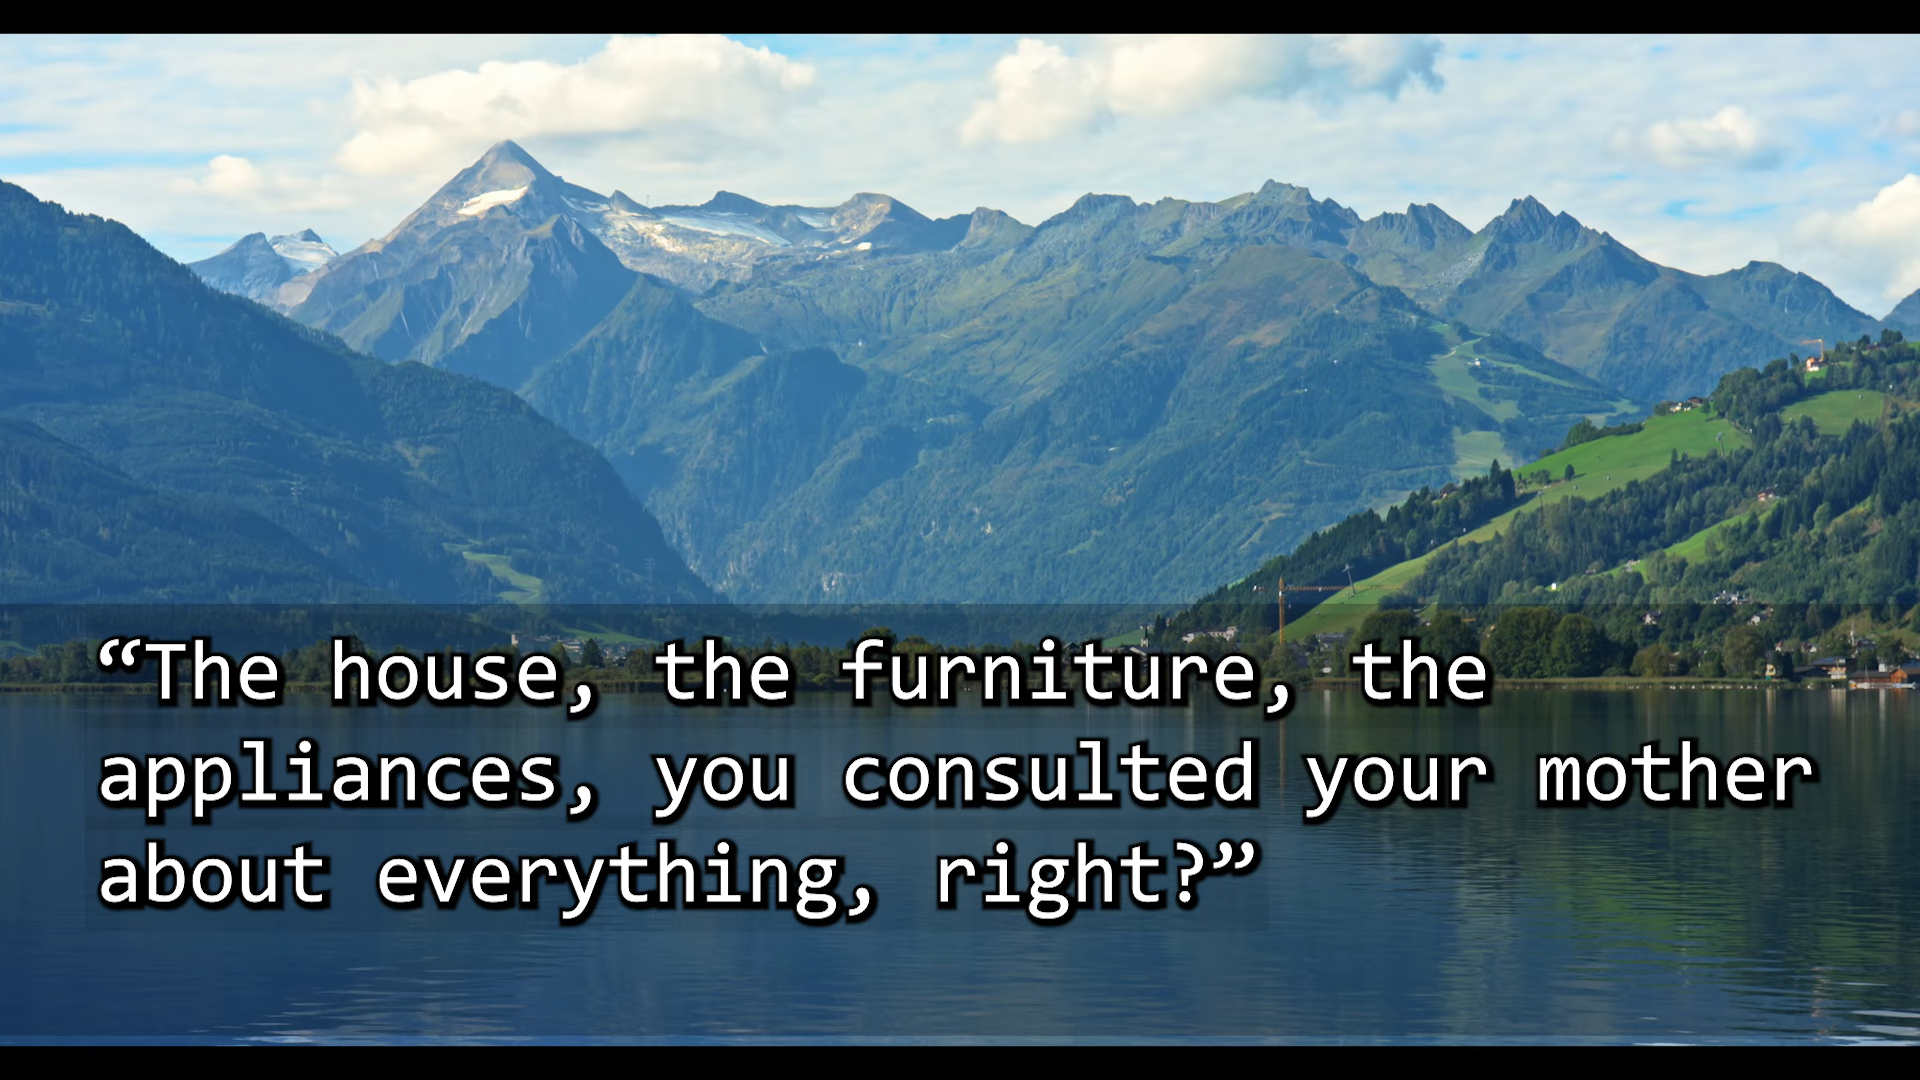 “The house, the furniture, the
appliances, you consulted your mother
about everything, right?”